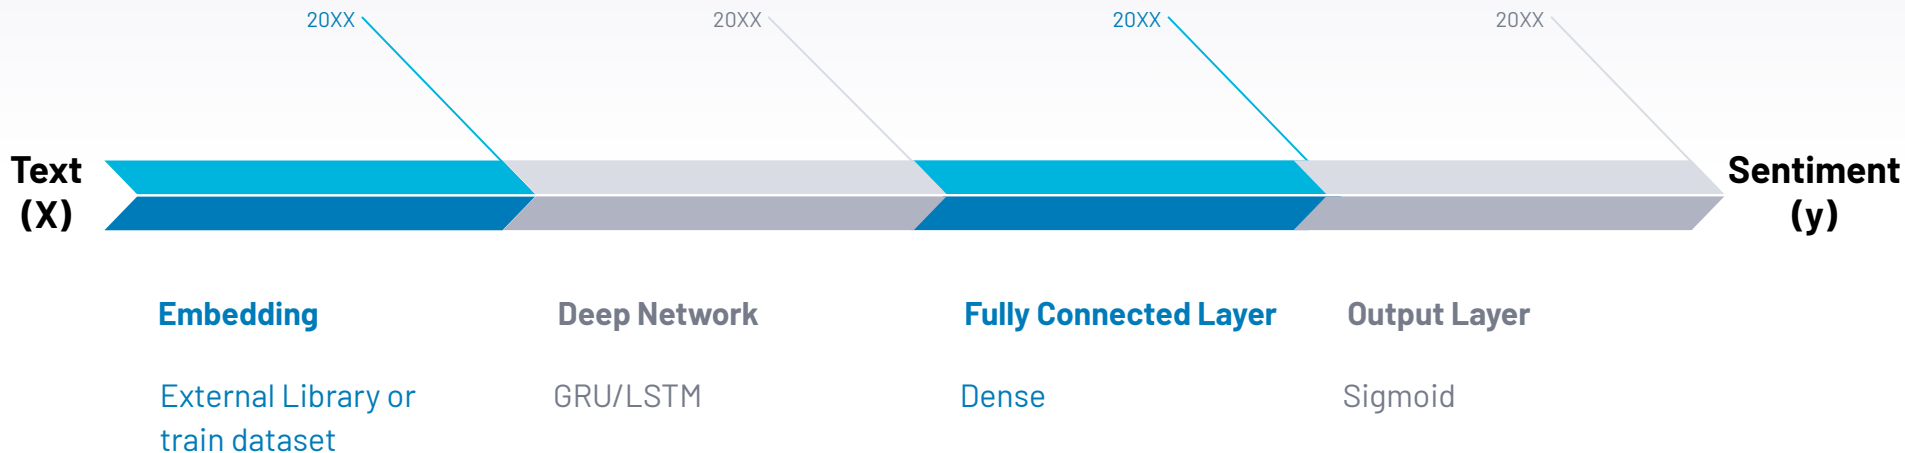 20XX
20XX
20XX
20XX
Text
(X)
Sentiment
(y)
Embedding
Deep Network
Fully Connected Layer
Output Layer
External Library or
train dataset
GRU/LSTM
Dense
Sigmoid